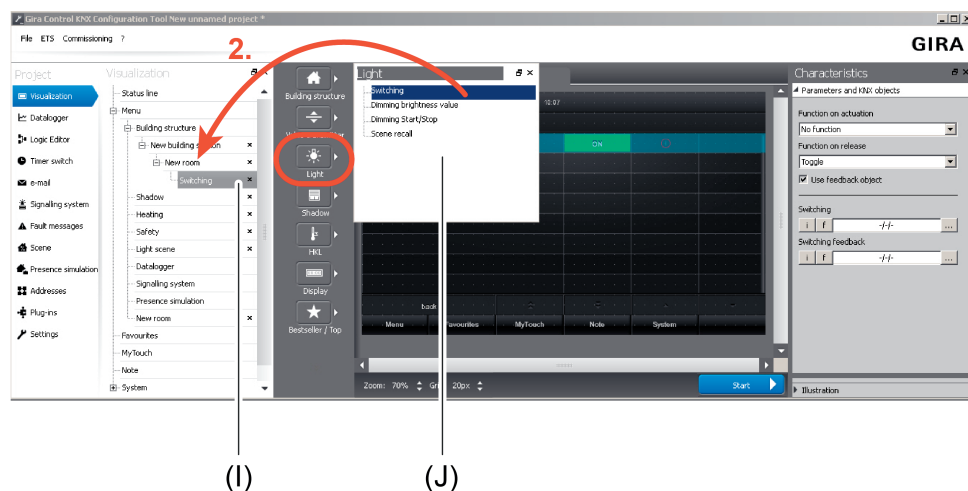 Gira Control KNX Configuration Tool New unnamed project *
File ETS Commissioning ?
GIRA
2.
Project
Visualization
Datalogger
Logic Editor
Timer switch
e-mail
Signalling system
Fault messages
Scene
Presence simulation
Addresses
Plug-ins
Settings
Visualization
Status line
Menu
Building structure
New building
New room
Switching
Shadow
Heating
Safety
Light scene
Datalogger
Signalling system
Presence simulation
New room
Favourites
MyTouch
Note
System
Building structure
Light
Shadow
HKL
Display
Bestseller / Top
Light
Switching
Dimming brightness value
Dimming Start/Stop
Scene recall
10:07
ON
back
Menu Favourites MyTouch Note System
Zoom: 70% Gri 20px
Start
Characteristics
Parameters and KNX objects
Function on actuation
No function
Function on release
Toggle
Use feedback object
Switching
i f -/-/- ...
Switching feedback
i f -/-/- ...
Illustration
(I) (J)